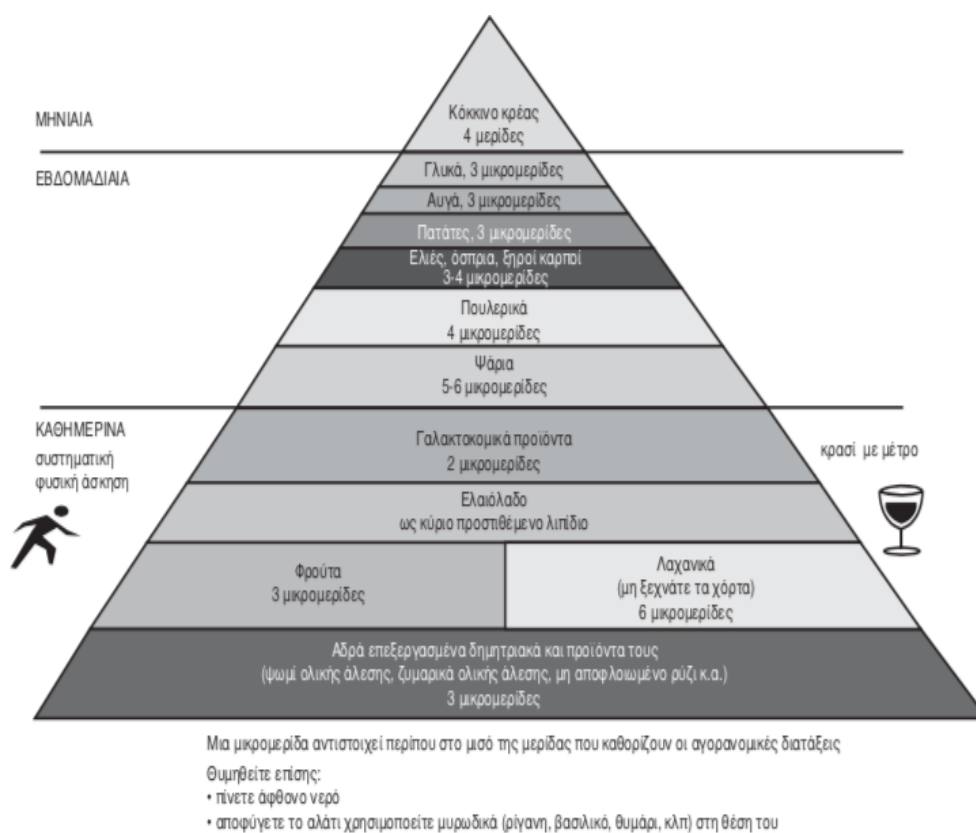 ΜΗΝΙΑΙΑ
Κόκκινο κρέας
4 μερίδες
ΕΒΔΟΜΑΔΙΑΙΑ
Γλυκά, 3 μικρομερίδες
Αυγά, 3 μικρομερίδες
Πατάτες, 3 μικρομερίδες
Ελιές, όσπρια, ξηροί καρποί
3-4 μικρομερίδες
Πουλερικά
4 μικρομερίδες
Ψάρια
5-6 μικρομερίδες
ΚΑΘΗΜΕΡΙΝΑ
συστηματική
φυσική άσκηση
Γαλακτοκομικά προϊόντα
2 μικρομερίδες
κρασί με μέτρο
Ελαιόλαδο
ως κύριο προστιθέμενο λιπίδιο
Φρούτα
3 μικρομερίδες
Λαχανικά
(μη ξεχνάτε τα χόρτα)
6 μικρομερίδες
Αδρά επεξεργασμένα δημητριακά και προϊόντα τους
(ψωμί ολικής άλεσης, ζυμαρικά ολικής άλεσης, μη αποφλοιωμένο ρύζι κ.α.)
3 μικρομερίδες
Μια μικρομερίδα αντιστοιχεί περίπου στο μισό της μερίδας που καθορίζουν οι αγορανομικές διατάξεις
Θυμηθείτε επίσης:
• πίνετε άφθονο νερό
• αποφύγετε το αλάτι χρησιμοποείτε μυρωδικά (ρίγανη, βασιλικό, θυμάρι, κλπ) στη θέση του